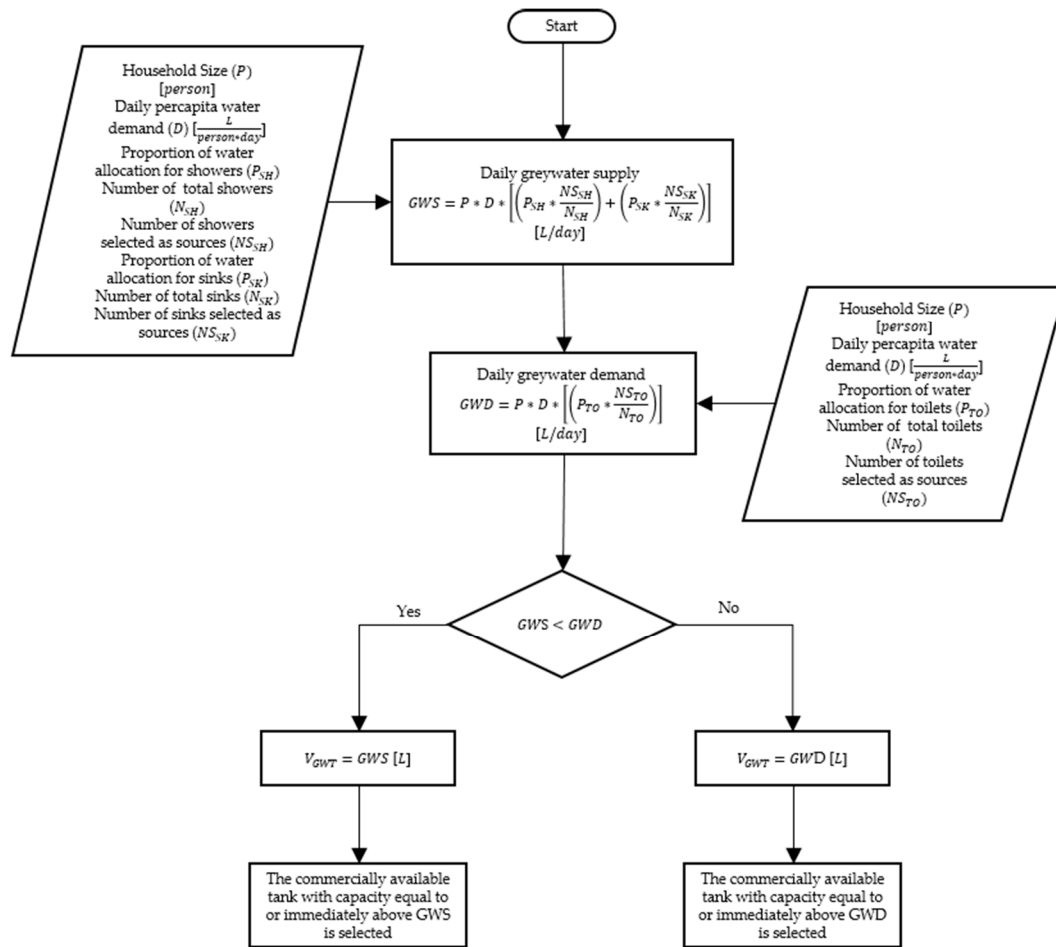 Start
Household Size (P)
[person]
Daily percapita water
demand (D) [L/person*day]
Proportion of water
allocation for showers (P_SH)
Number of total showers
(N_SH)
Number of showers
selected as sources (NS_SH)
Proportion of water
allocation for sinks (P_SK)
Number of total sinks (N_SK)
Number of sinks selected as
sources (NS_SK)
Daily greywater supply
GWS = P * D * [(P_SH * NS_SH/N_SH) + (P_SK * NS_SK/N_SK)]
[L/day]
Household Size (P)
[person]
Daily percapita water
demand (D) [L/person*day]
Proportion of water
allocation for toilets (P_TO)
Number of total toilets
(N_TO)
Number of toilets
selected as sources
(NS_TO)
Daily greywater demand
GWD = P * D * [(P_TO * NS_TO/N_TO)]
[L/day]
Yes
GWS < GWD
No
V_GWT = GWS [L]
V_GWT = GWD [L]
The commercially available
tank with capacity equal to
or immediately above GWS
is selected
The commercially available
tank with capacity equal to
or immediately above GWD
is selected